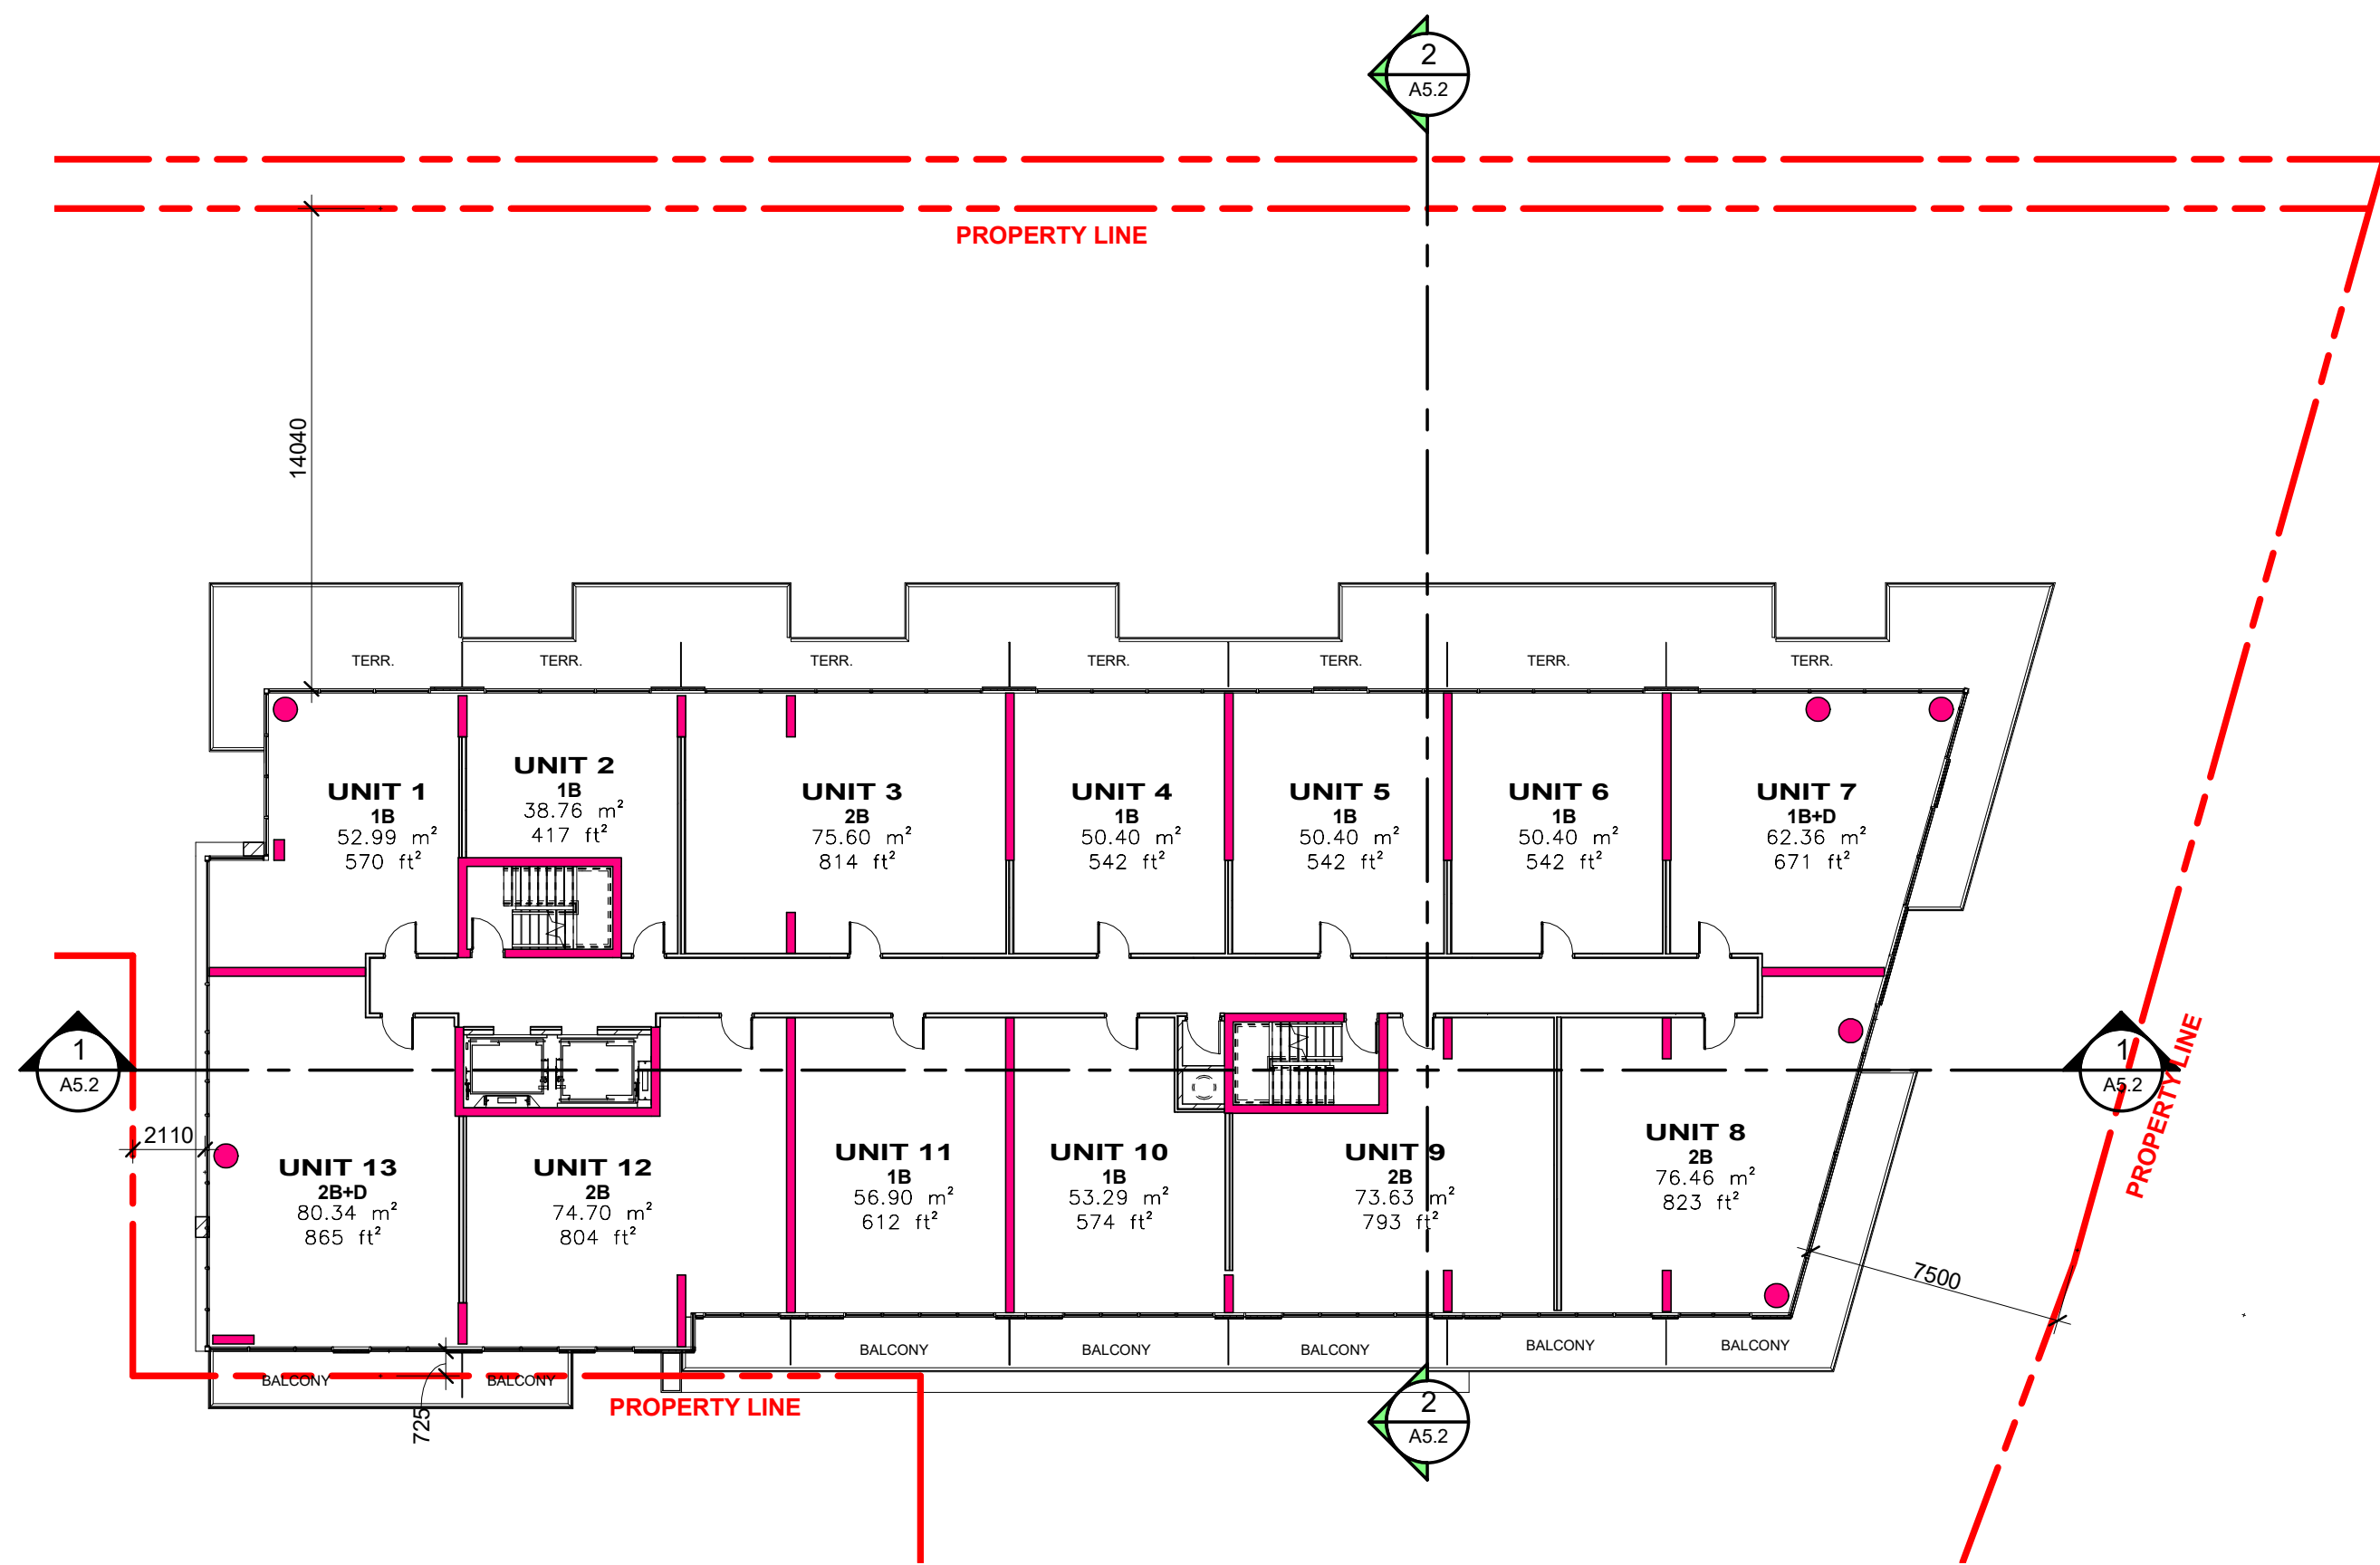 2
A5.2
PROPERTY LINE
14040
TERR.
TERR.
TERR.
TERR.
TERR.
TERR.
TERR.
UNIT 1
1B
52.99 m²
570 ft²
UNIT 2
1B
38.76 m²
417 ft²
UNIT 3
2B
75.60 m²
814 ft²
UNIT 4
1B
50.40 m²
542 ft²
UNIT 5
1B
50.40 m²
542 ft²
UNIT 6
1B
50.40 m²
542 ft²
UNIT 7
1B+D
62.36 m²
671 ft²
1
A5.2
1
A5.2
PROPERTY LINE
2110
UNIT 13
2B+D
80.34 m²
865 ft²
UNIT 12
2B
74.70 m²
804 ft²
UNIT 11
1B
56.90 m²
612 ft²
UNIT 10
1B
53.29 m²
574 ft²
UNIT 9
2B
73.63 m²
793 ft²
UNIT 8
2B
76.46 m²
823 ft²
7500
BALCONY
BALCONY
BALCONY
BALCONY
BALCONY
BALCONY
BALCONY
725
PROPERTY LINE
2
A5.2